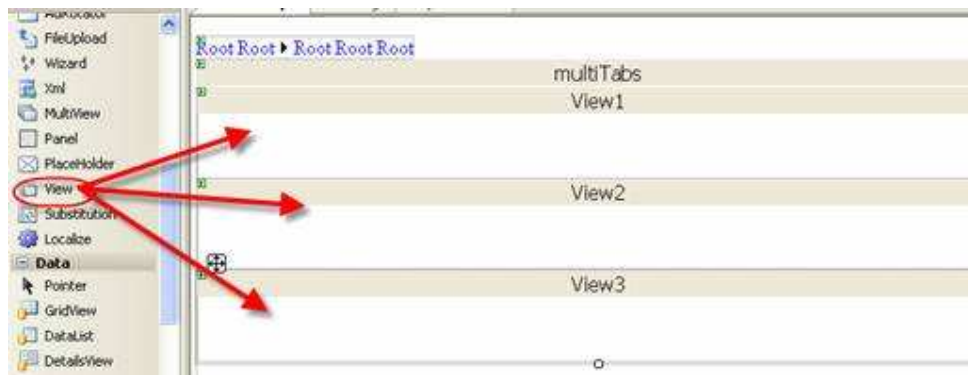 FileUpload
Wizard
Xml
MultiView
Panel
PlaceHolder
View
Substitution
Localize
Data
Pointer
GridView
DataList
DetailsView
Root Root Root Root Root
multiTabs
View1
View2
View3